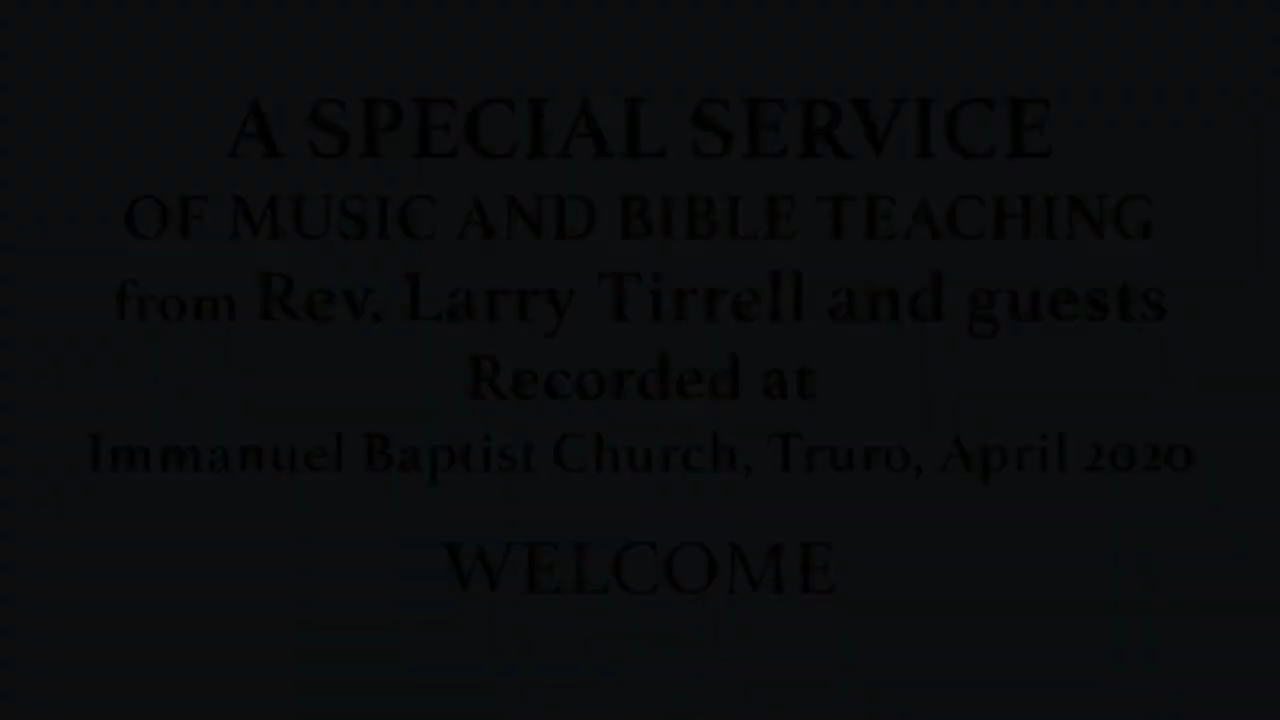 A SPECIAL SERVICE
OF MUSIC AND BIBLE TEACHING
from Rev. Larry Tirrell and guests
Recorded at
Immanuel Baptist Church, Truro, April 2020
WELCOME